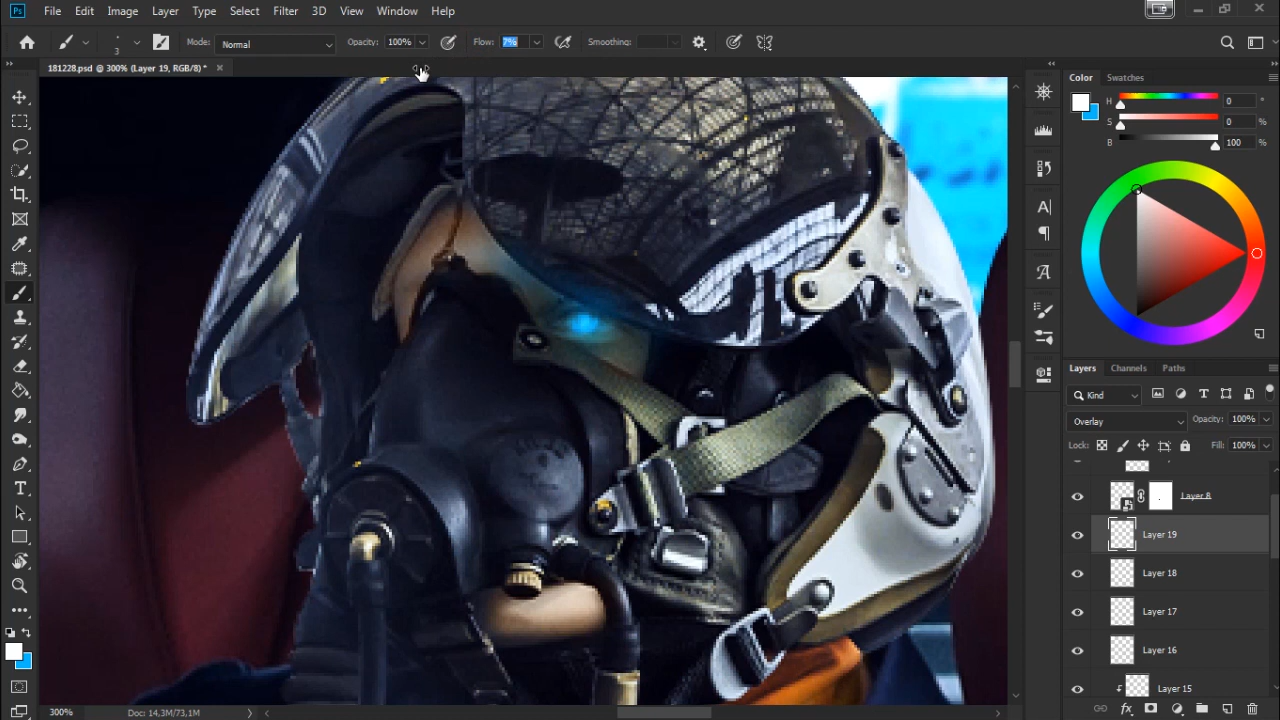 Ps File Edit Image Layer Type Select Filter 3D View Window Help
3 Mode: Normal Opacity: 100% Flow: 7% Smoothing:
181228.psd @ 300% (Layer 19, RGB/8) *
Color Swatches
H 0 °
S 0 %
B 100 %
Layers Channels Paths
Kind
Overlay Opacity: 100%
Lock: Fill: 100%
Layer 8
Layer 19
Layer 18
Layer 17
Layer 16
Layer 15
300% Doc: 14,3M/73,1M